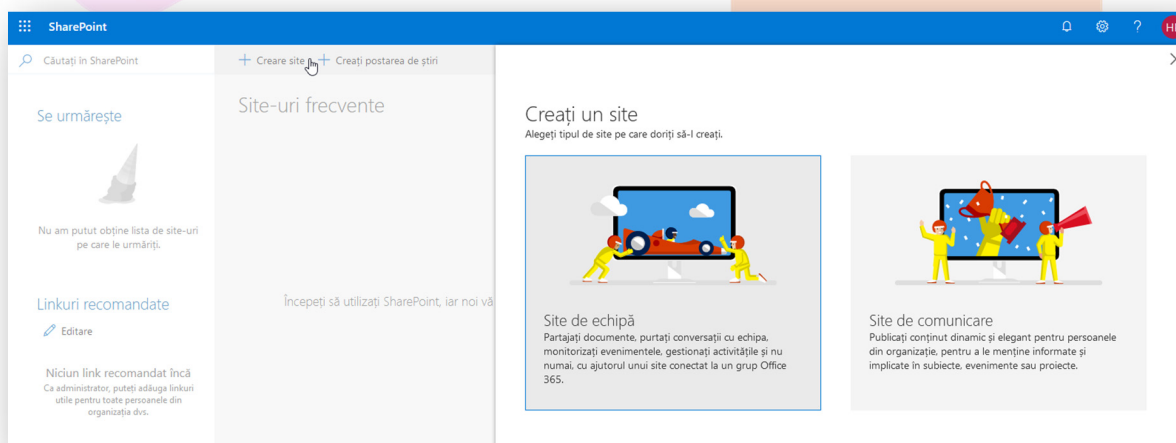 SharePoint
HI
Căutați în SharePoint
Creare site
Creați postarea de știri
Se urmărește
Nu am putut obține lista de site-uri
pe care le urmăriți.
Linkuri recomandate
Editare
Niciun link recomandat încă
Ca administrator, puteți adăuga linkuri
utile pentru toate persoanele din
organizația dvs.
Site-uri frecvente
Începeți să utilizați SharePoint, iar noi vă
Creați un site
Alegeți tipul de site pe care doriți să-l creați.
Site de echipă
Partajați documente, purtați conversații cu echipa,
monitorizați evenimentele, gestionați activitățile și nu
numai, cu ajutorul unui site conectat la un grup Office
365.
Site de comunicare
Publicați conținut dinamic și elegant pentru persoanele
din organizație, pentru a le menține informate și
implicate în subiecte, evenimente sau proiecte.